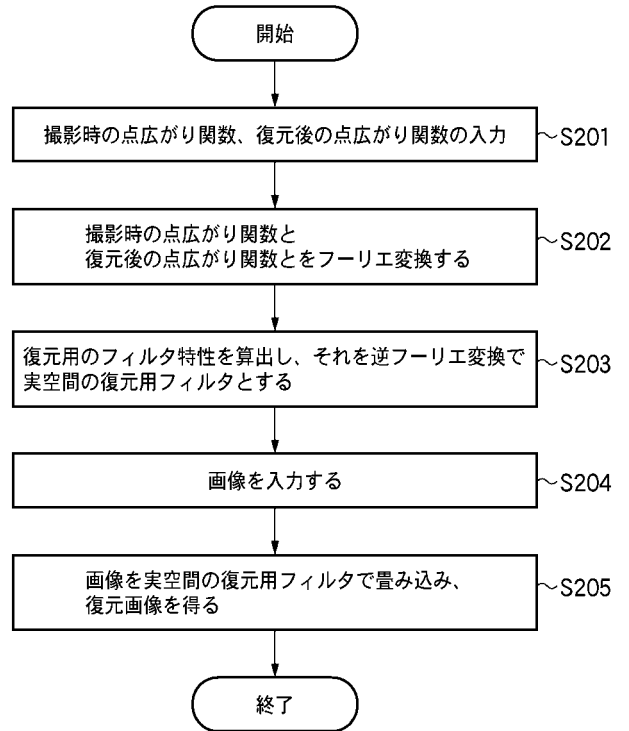 開始
撮影時の点広がり関数、復元後の点広がり関数の入力
S201
撮影時の点広がり関数と
復元後の点広がり関数とをフーリエ変換する
S202
復元用のフィルタ特性を算出し、それを逆フーリエ変換で
実空間の復元用フィルタとする
S203
画像を入力する
S204
画像を実空間の復元用フィルタで畳み込み、
復元画像を得る
S205
終了